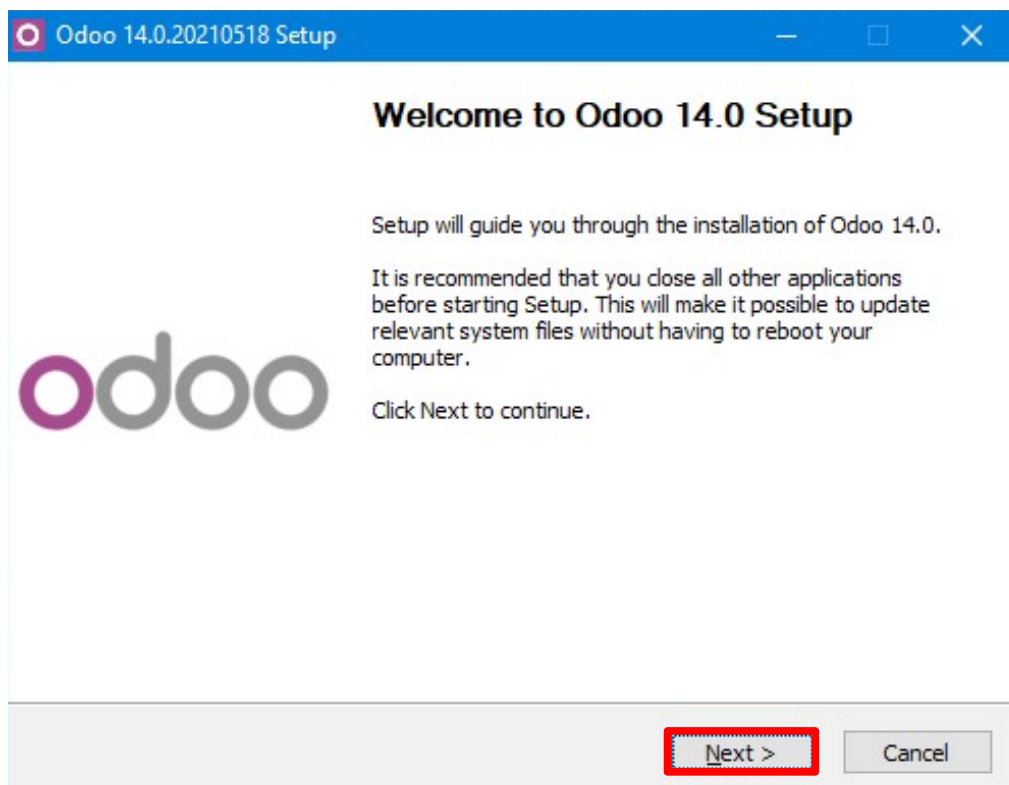 Odoo 14.0.20210518 Setup
Welcome to Odoo 14.0 Setup
Setup will guide you through the installation of Odoo 14.0.
It is recommended that you close all other applications
before starting Setup. This will make it possible to update
relevant system files without having to reboot your
computer.
odoo
Click Next to continue.
Next >
Cancel